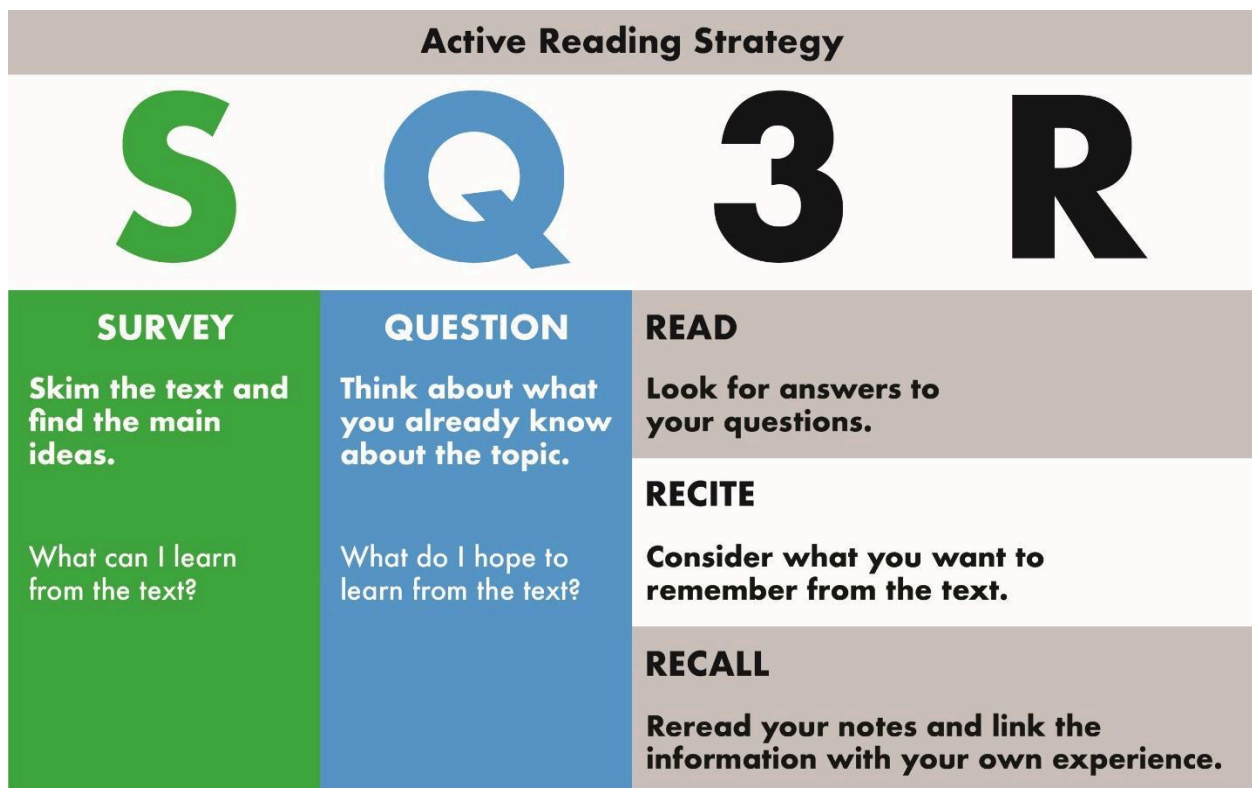 Active Reading Strategy
S Q 3 R
SURVEY
Skim the text and
find the main
ideas.
What can I learn
from the text?
QUESTION
Think about what
you already know
about the topic.
What do I hope to
learn from the text?
READ
Look for answers to
your questions.
RECITE
Consider what you want to
remember from the text.
RECALL
Reread your notes and link the
information with your own experience.